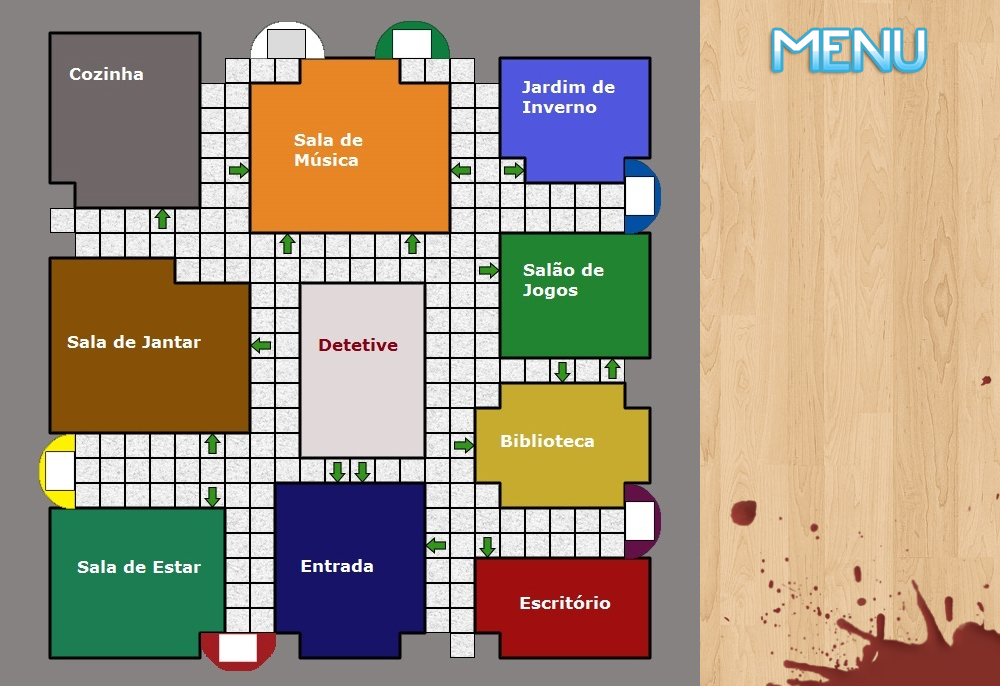 MENU
Cozinha
Jardim de
Inverno
Sala de
Música
Salão de
Jogos
Sala de Jantar
Detetive
Biblioteca
Sala de Estar
Entrada
Escritório